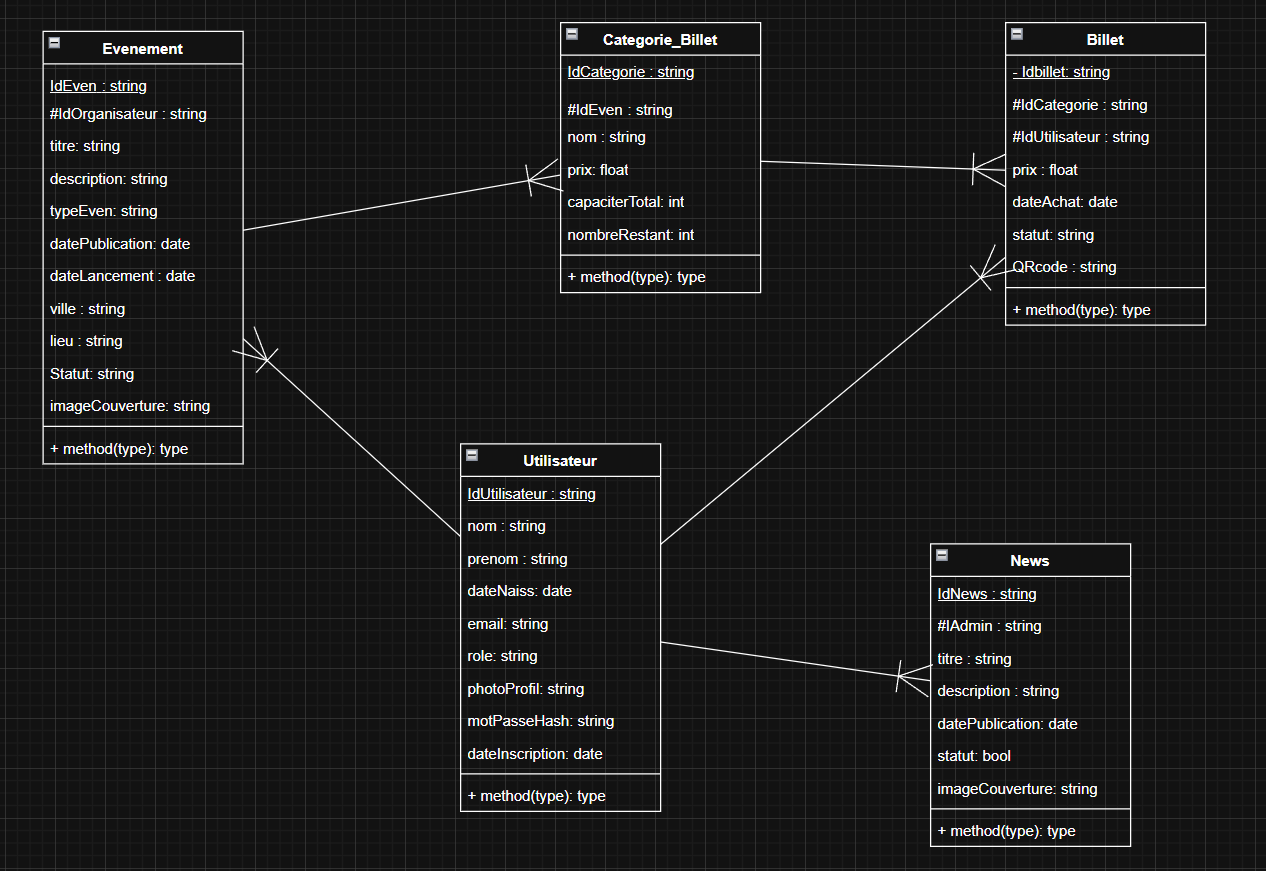 Evenement
IdEven : string
#IdOrganisateur : string
titre: string
description: string
typeEven: string
datePublication: date
dateLancement : date
ville : string
lieu : string
Statut: string
imageCouverture: string
+ method(type): type
Categorie_Billet
IdCategorie : string
#IdEven : string
nom : string
prix: float
capaciterTotal: int
nombreRestant: int
+ method(type): type
Billet
- Idbillet: string
#IdCategorie : string
#IdUtilisateur : string
prix : float
dateAchat: date
statut: string
QRcode : string
+ method(type): type
Utilisateur
IdUtilisateur : string
nom : string
prenom : string
dateNaiss: date
email: string
role: string
photoProfil: string
motPasseHash: string
dateInscription: date
+ method(type): type
News
IdNews : string
#IAdmin : string
titre : string
description : string
datePublication: date
statut: bool
imageCouverture: string
+ method(type): type